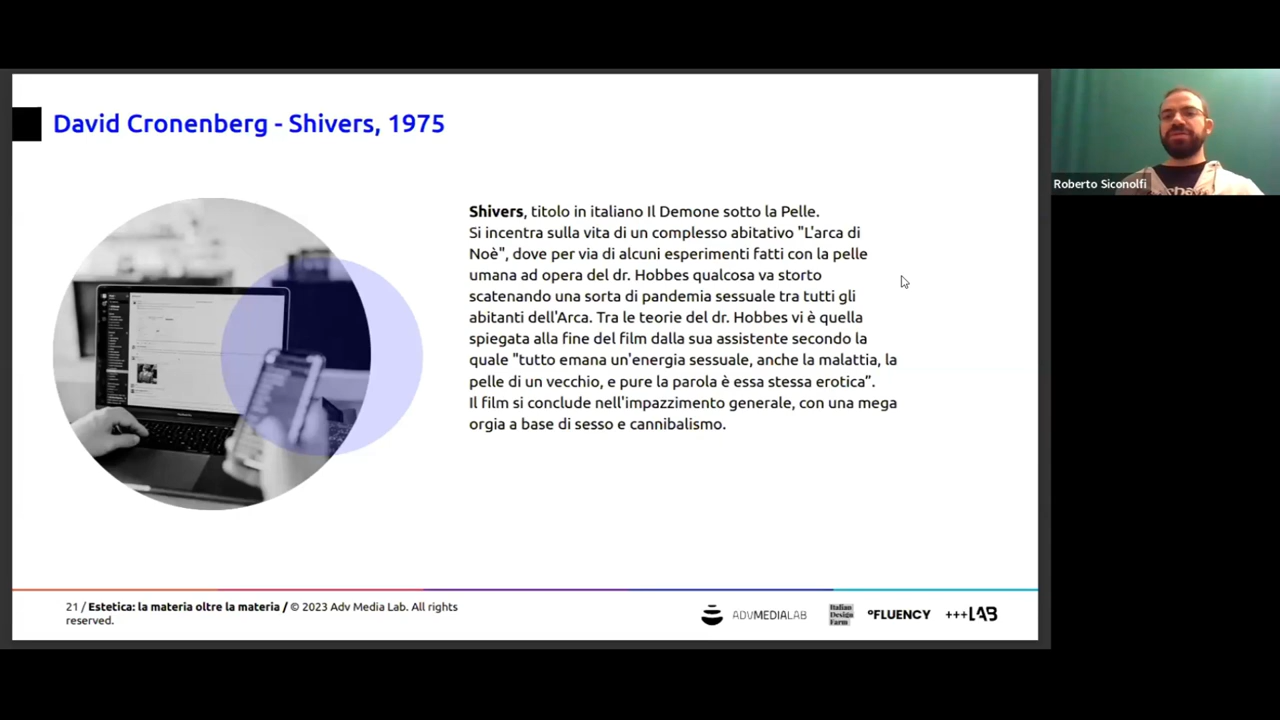 David Cronenberg - Shivers, 1975
Roberto Siconolfi
Shivers, titolo in italiano Il Demone sotto la Pelle.
Si incentra sulla vita di un complesso abitativo "L'arca di
Noè", dove per via di alcuni esperimenti fatti con la pelle
umana ad opera del dr. Hobbes qualcosa va storto
scatenando una sorta di pandemia sessuale tra tutti gli
abitanti dell'Arca. Tra le teorie del dr. Hobbes vi è quella
spiegata alla fine del film dalla sua assistente secondo la
quale "tutto emana un'energia sessuale, anche la malattia, la
pelle di un vecchio, e pure la parola è essa stessa erotica”.
Il film si conclude nell'impazzimento generale, con una mega
orgia a base di sesso e cannibalismo.
21 / Estetica: la materia oltre la materia / © 2023 Adv Media Lab. All rights
reserved.
ADVMEDIALAB
Italian
Design
Farm
°FLUENCY
+++LAB